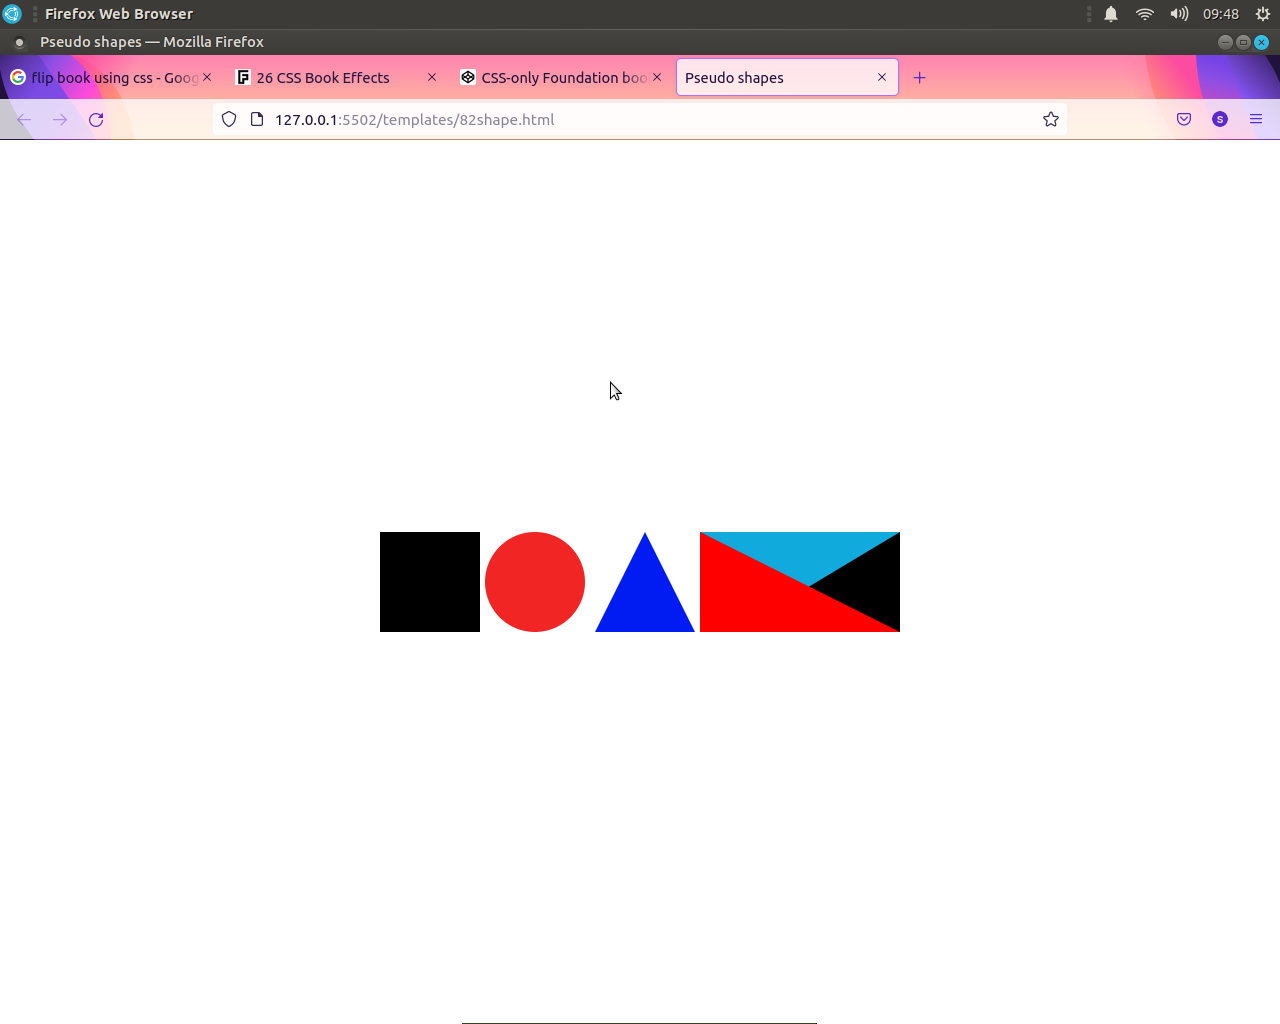 Firefox Web Browser
09:48
Pseudo shapes — Mozilla Firefox
flip book using css - Goog
26 CSS Book Effects
CSS-only Foundation boo
Pseudo shapes
127.0.0.1:5502/templates/82shape.html
S